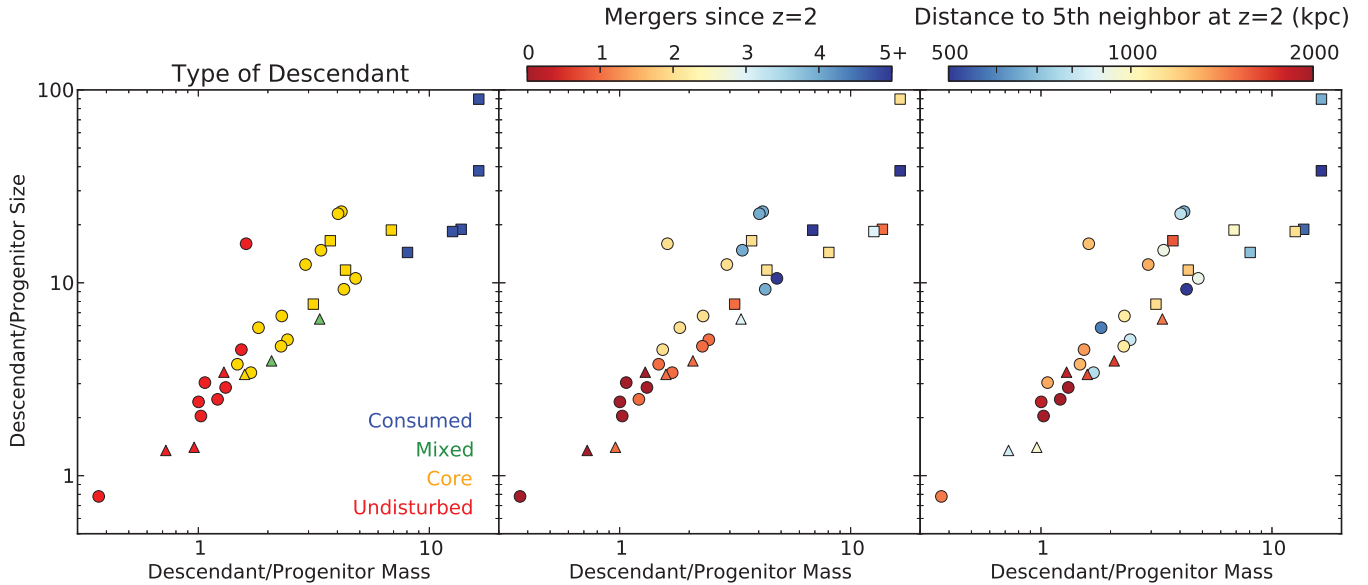 Mergers since z=2
Distance to 5th neighbor at z=2 (kpc)
0 1 2 3 4 5+
500 1000 2000
Type of Descendant
100
10
1
Descendant/Progenitor Size
Consumed
Mixed
Core
Undisturbed
1 10
1 10
1 10
Descendant/Progenitor Mass
Descendant/Progenitor Mass
Descendant/Progenitor Mass